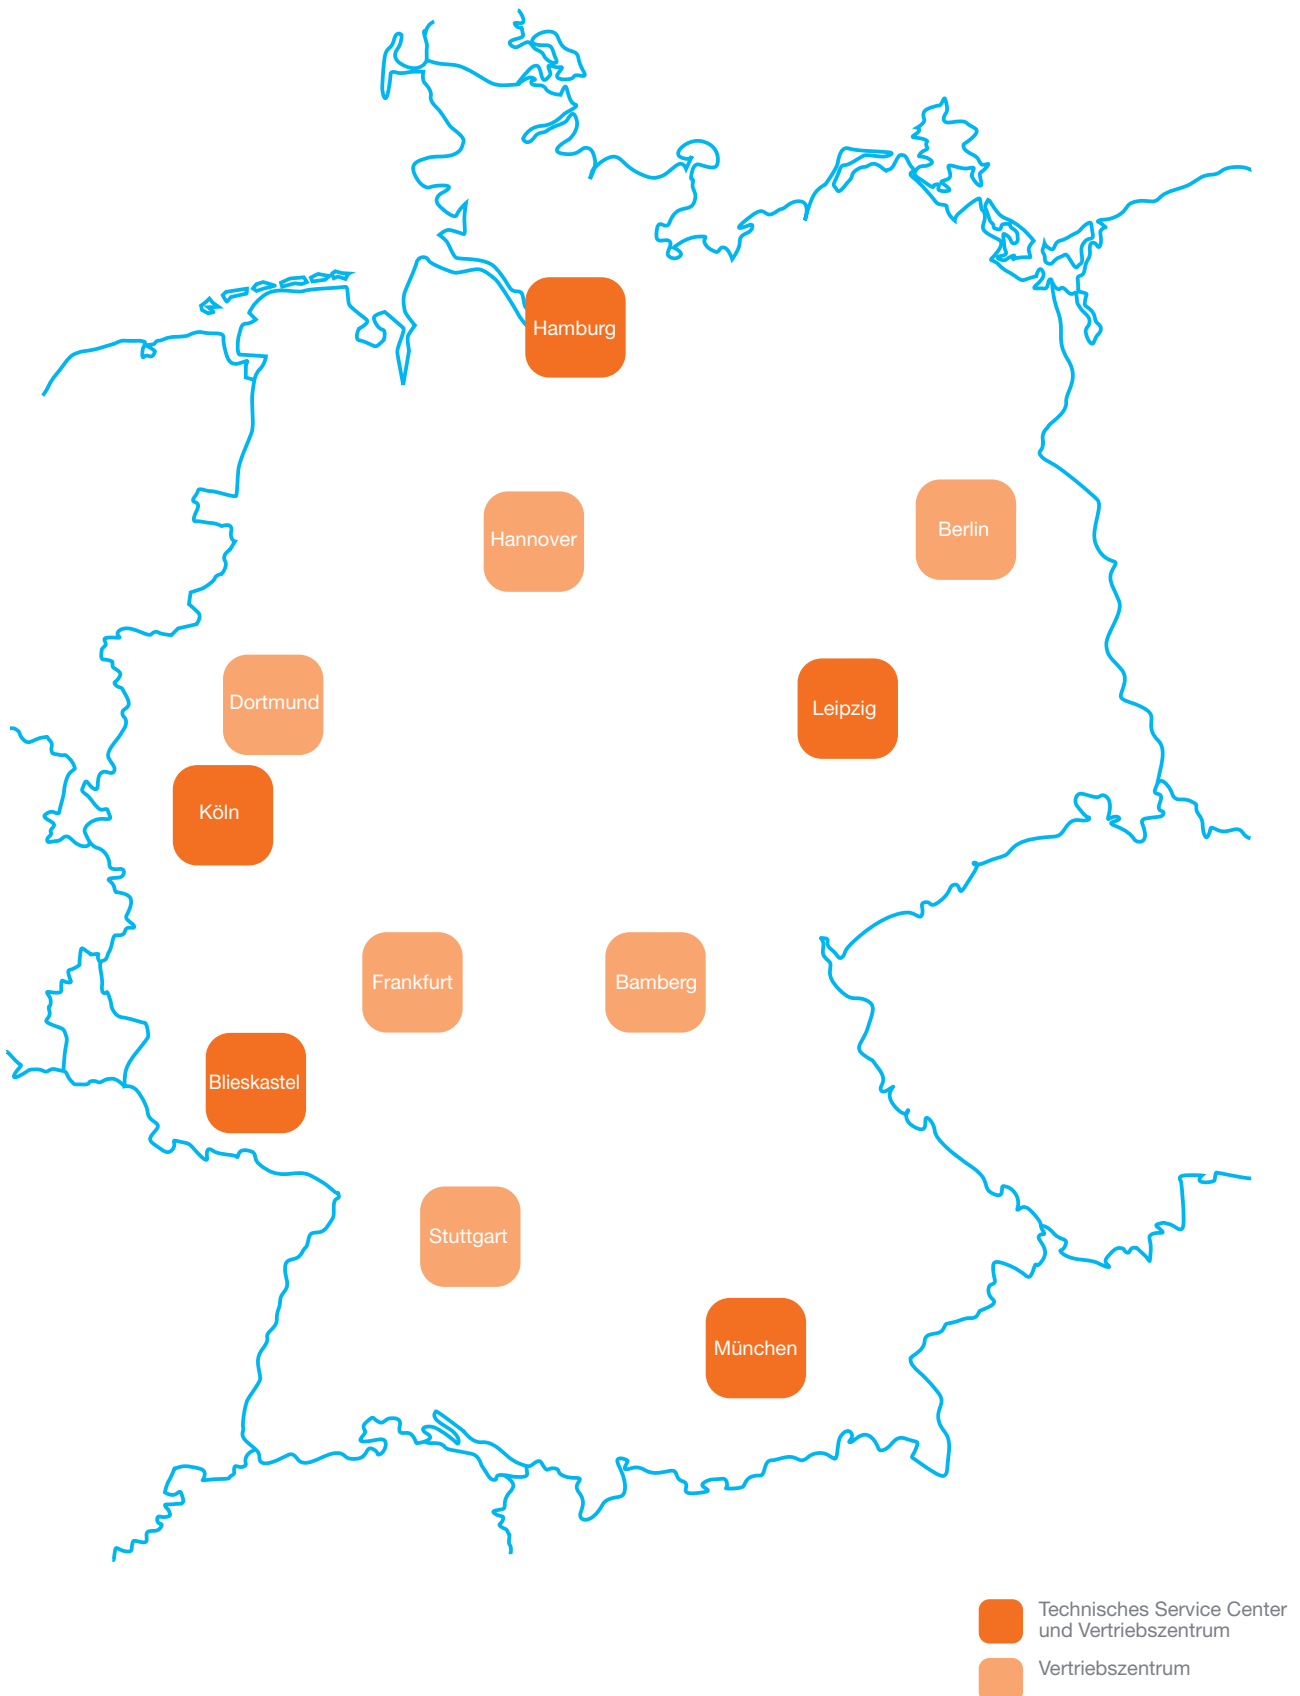 Hamburg
Hannover
Berlin
Dortmund
Leipzig
Köln
Frankfurt
Bamberg
Blieskastel
Stuttgart
München
Technisches Service Center
und Vertriebszentrum
Vertriebszentrum